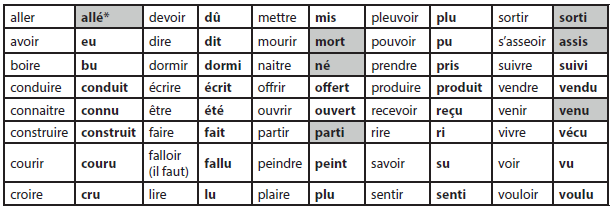 aller allé* devoir dû mettre mis pleuvoir plu sortir sorti
avoir eu dire dit mourir mort pouvoir pu s'asseoir assis
boire bu dormir dormi naitre né prendre pris suivre suivi
conduire conduit écrire écrit offrir offert produire produit vendre vendu
connaitre connu être été ouvrir ouvert recevoir reçu venir venu
construire construit faire fait partir parti rire ri vivre vécu
courir couru falloir (il faut) fallu peindre peint savoir su voir vu
croire cru lire lu plaire plu sentir senti vouloir voulu